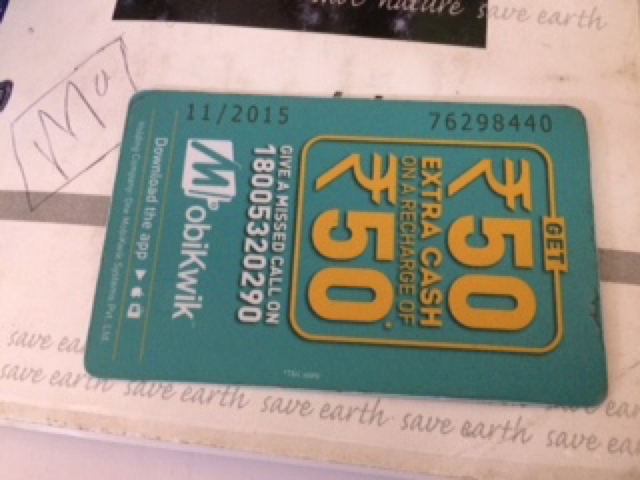 save nature save earth
Ma
11/2015
76298440
GET
₹50
EXTRA CASH
ON A RECHARGE OF
₹50*
GIVE A MISSED CALL ON
18005320290
MobiKwik
Download the app
Holding Company: One MobiKwik Systems Pvt. Ltd.
save earth
save earth save earth save earth save earth